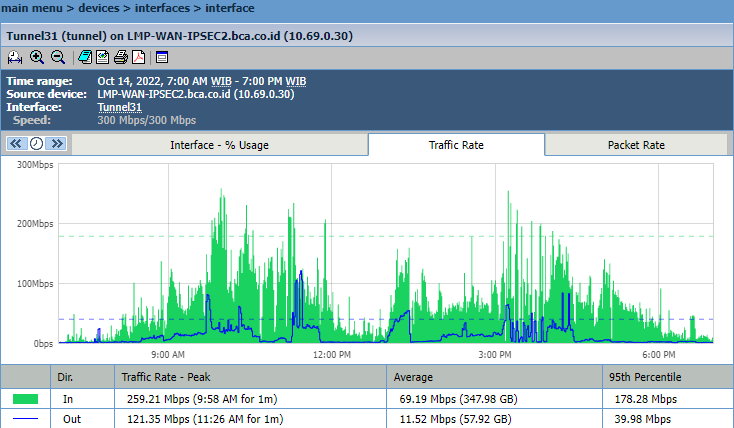 main menu > devices > interfaces > interface
Tunnel31 (tunnel) on LMP-WAN-IPSEC2.bca.co.id (10.69.0.30)
Time range: Oct 14, 2022, 7:00 AM WIB - 7:00 PM WIB
Source device: LMP-WAN-IPSEC2.bca.co.id (10.69.0.30)
Interface: Tunnel31
Speed: 300 Mbps/300 Mbps
Interface - % Usage Traffic Rate Packet Rate
300Mbps
200Mbps
100Mbps
0bps
9:00 AM 12:00 PM 3:00 PM 6:00 PM
Dir. Traffic Rate - Peak Average 95th Percentile
In 259.21 Mbps (9:58 AM for 1m) 69.19 Mbps (347.98 GB) 178.28 Mbps
Out 121.35 Mbps (11:26 AM for 1m) 11.52 Mbps (57.92 GB) 39.98 Mbps